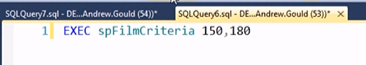 SQLQuery7.sql - DE...Andrew.Gould (54))* SQLQuery6.sql - DE...Andrew.Gould (53))* ×
1 EXEC spFilmCriteria 150,180